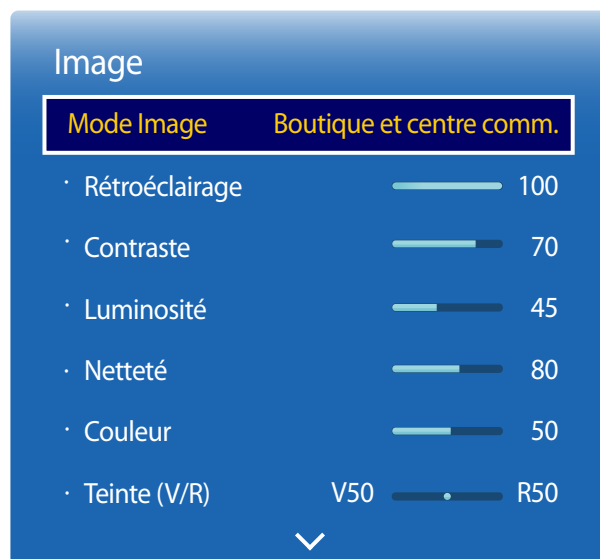 Image
Mode Image Boutique et centre comm.
· Rétroéclairage 100
· Contraste 70
· Luminosité 45
· Netteté 80
· Couleur 50
· Teinte (V/R) V50 R50